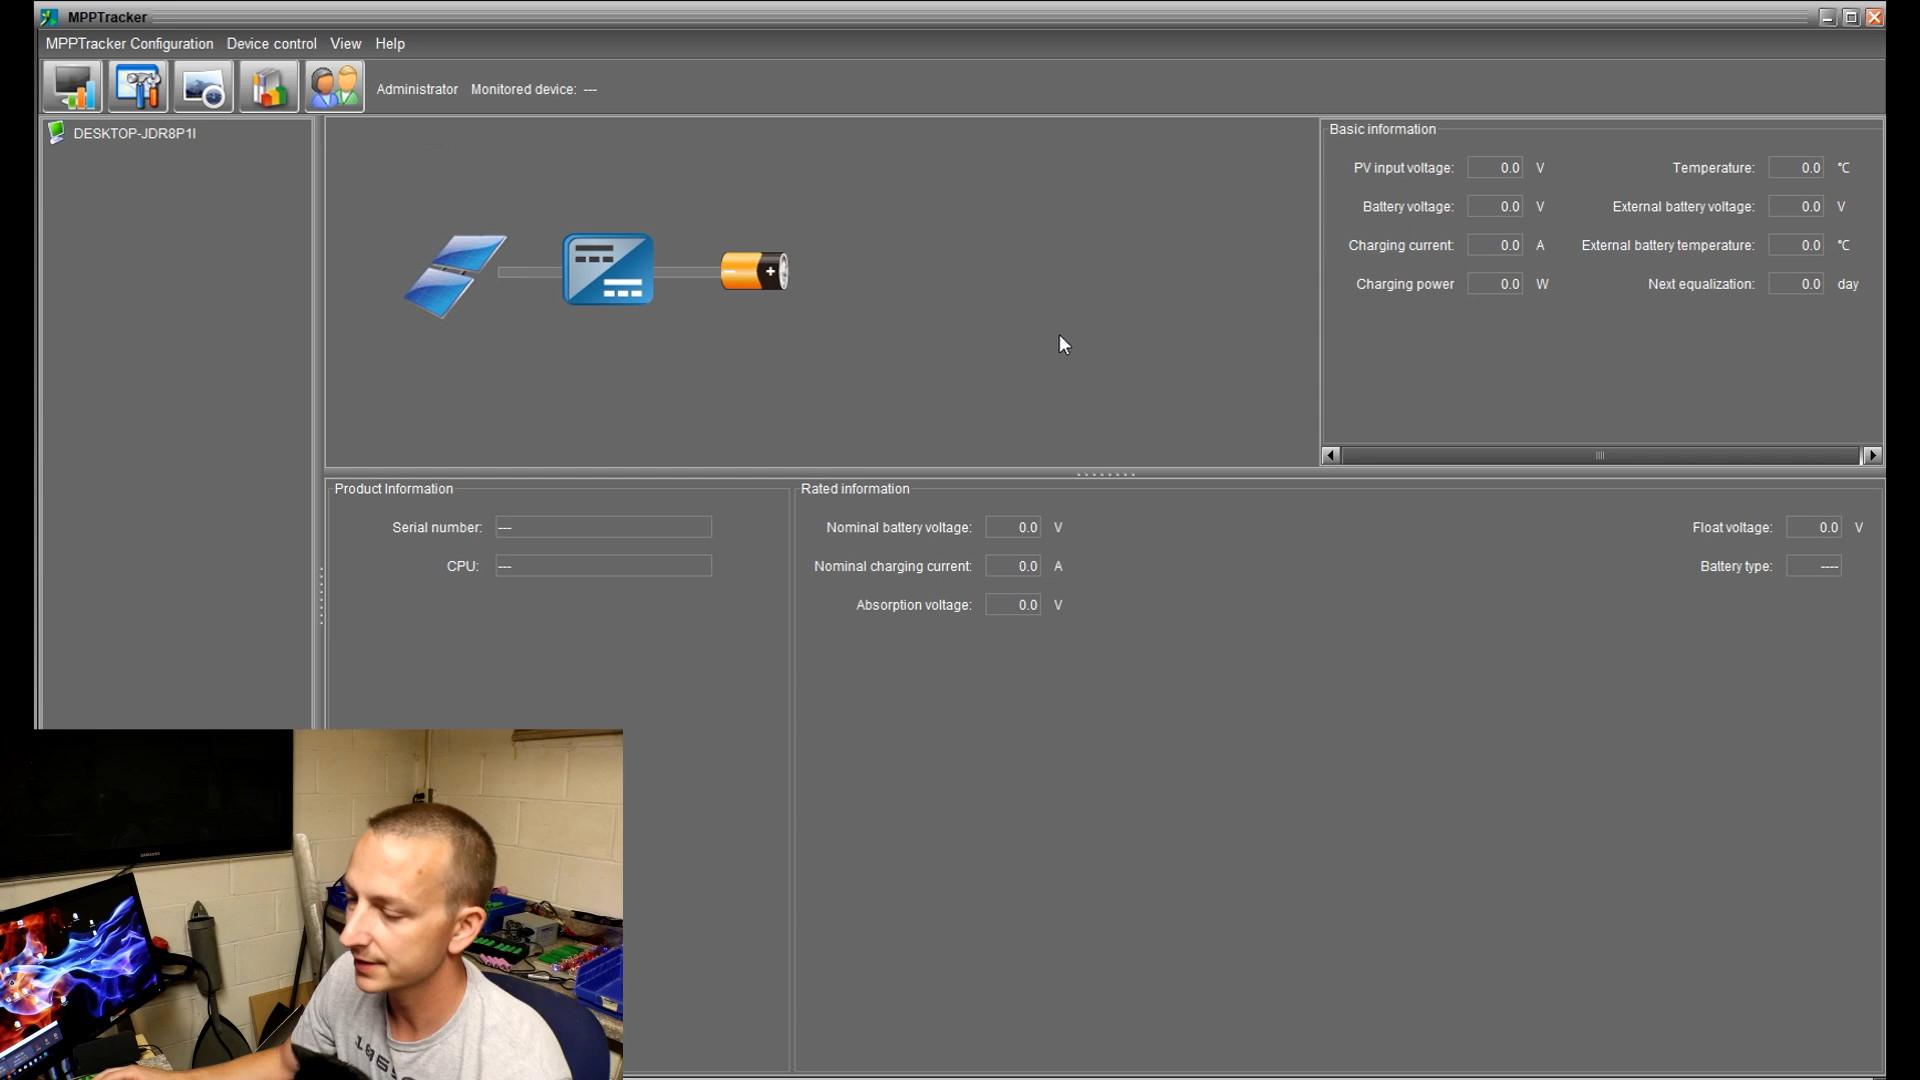 MPPTracker
MPPTracker Configuration Device control View Help
Administrator Monitored device: ---
DESKTOP-JDR8P1I
Basic information
PV input voltage: 0.0 V Temperature: 0.0 °C
Battery voltage: 0.0 V External battery voltage: 0.0 V
Charging current: 0.0 A External battery temperature: 0.0 °C
Charging power 0.0 W Next equalization: 0.0 day
Product Information
Serial number: ---
CPU: ---
Rated information
Nominal battery voltage: 0.0 V Float voltage: 0.0 V
Nominal charging current: 0.0 A Battery type: ----
Absorption voltage: 0.0 V
SAMSUNG